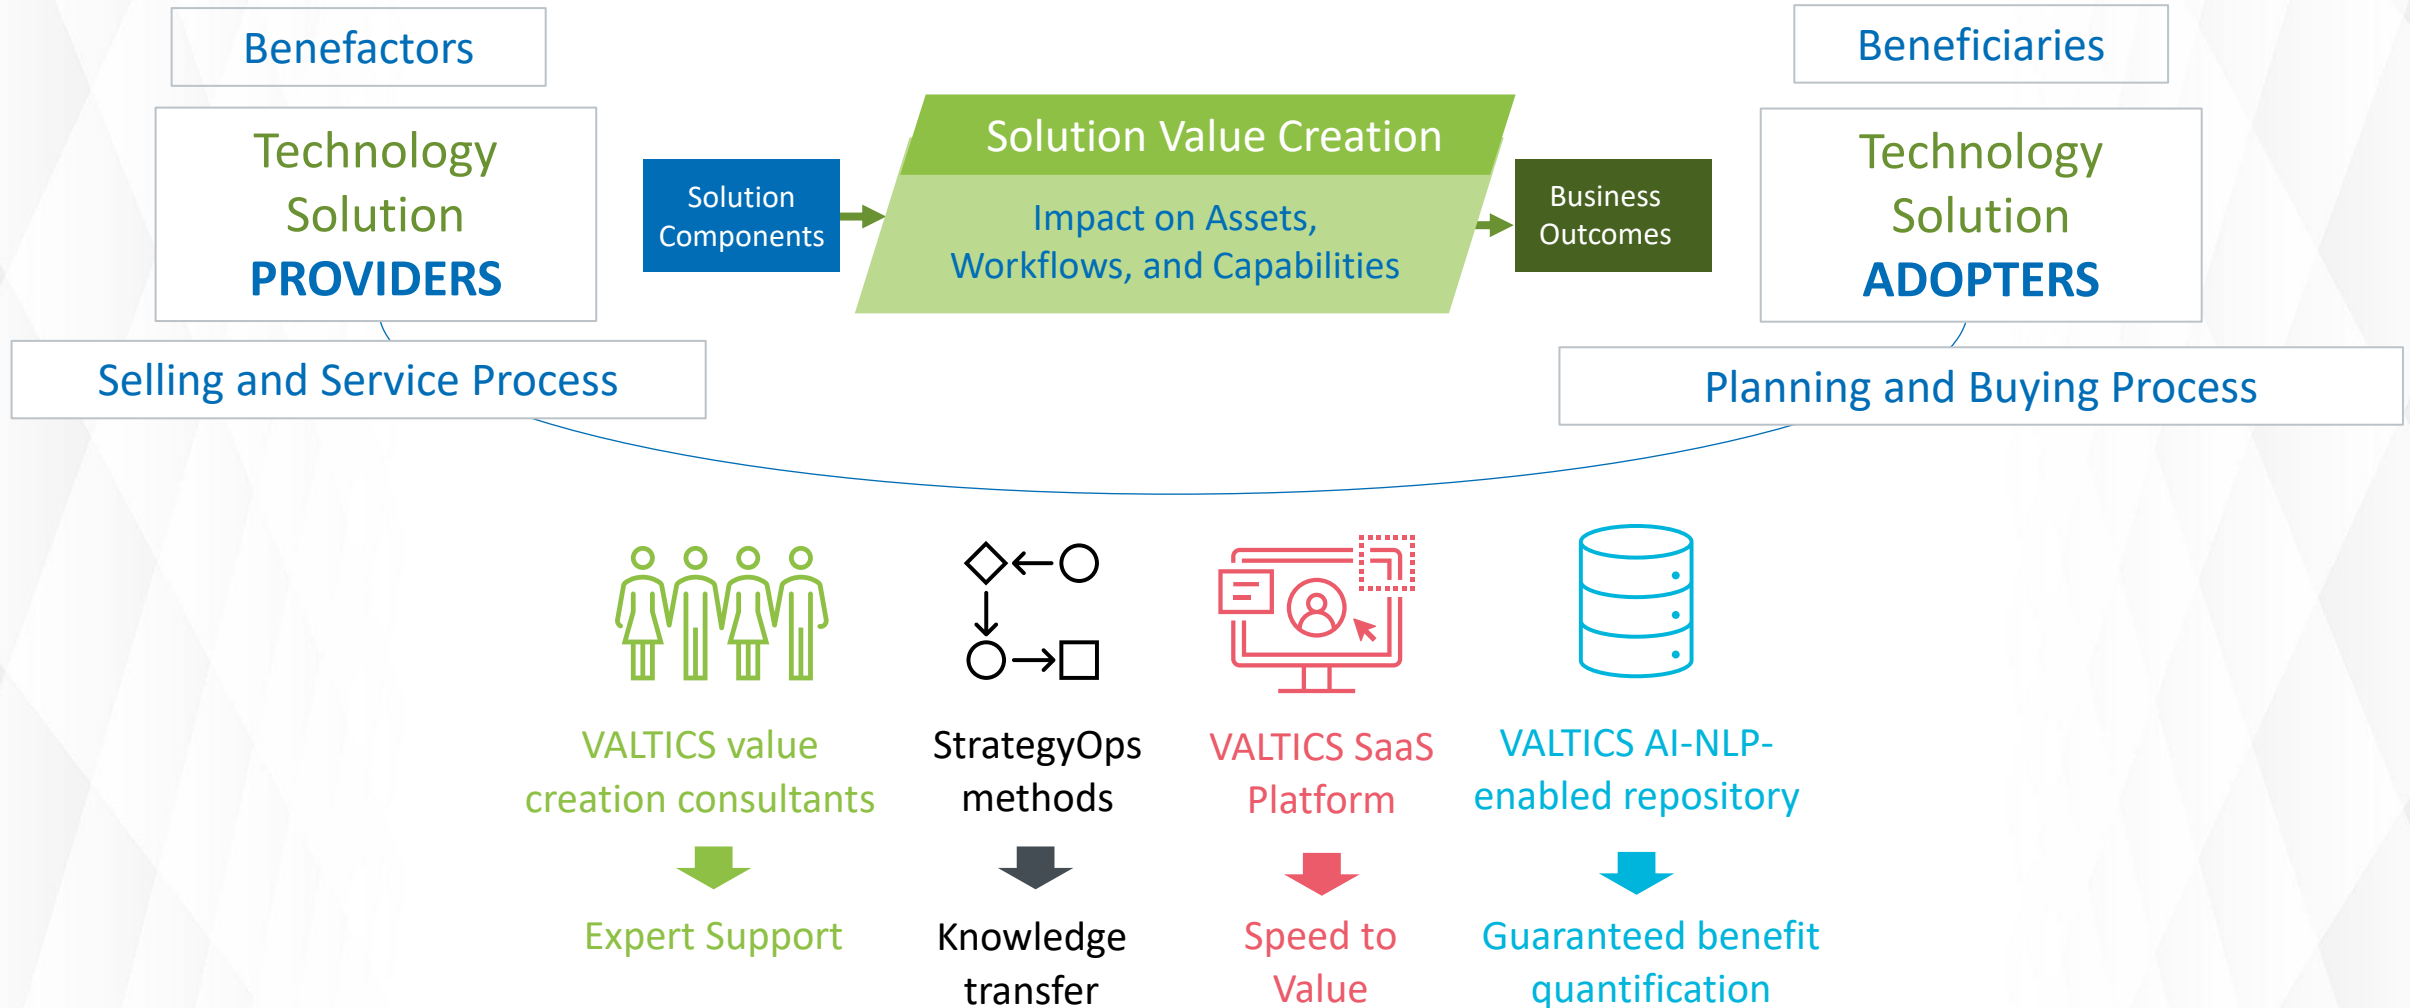 Benefactors
Technology
Solution
PROVIDERS
Selling and Service Process
Solution
Components
Solution Value Creation
Impact on Assets,
Workflows, and Capabilities
Business
Outcomes
Beneficiaries
Technology
Solution
ADOPTERS
Planning and Buying Process
VALTICS value
creation consultants
Expert Support
StrategyOps
methods
Knowledge
transfer
VALTICS SaaS
Platform
Speed to
Value
VALTICS AI-NLP-
enabled repository
Guaranteed benefit
quantification